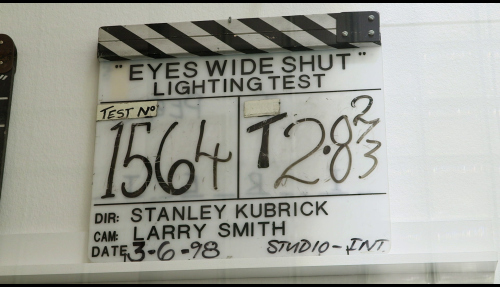 "EYES WIDE SHUT"
LIGHTING TEST
TEST Nº
1564
T2.8 2/3
DIR: STANLEY KUBRICK
CAM: LARRY SMITH
DATE 3-6-98 STUDIO-INT.